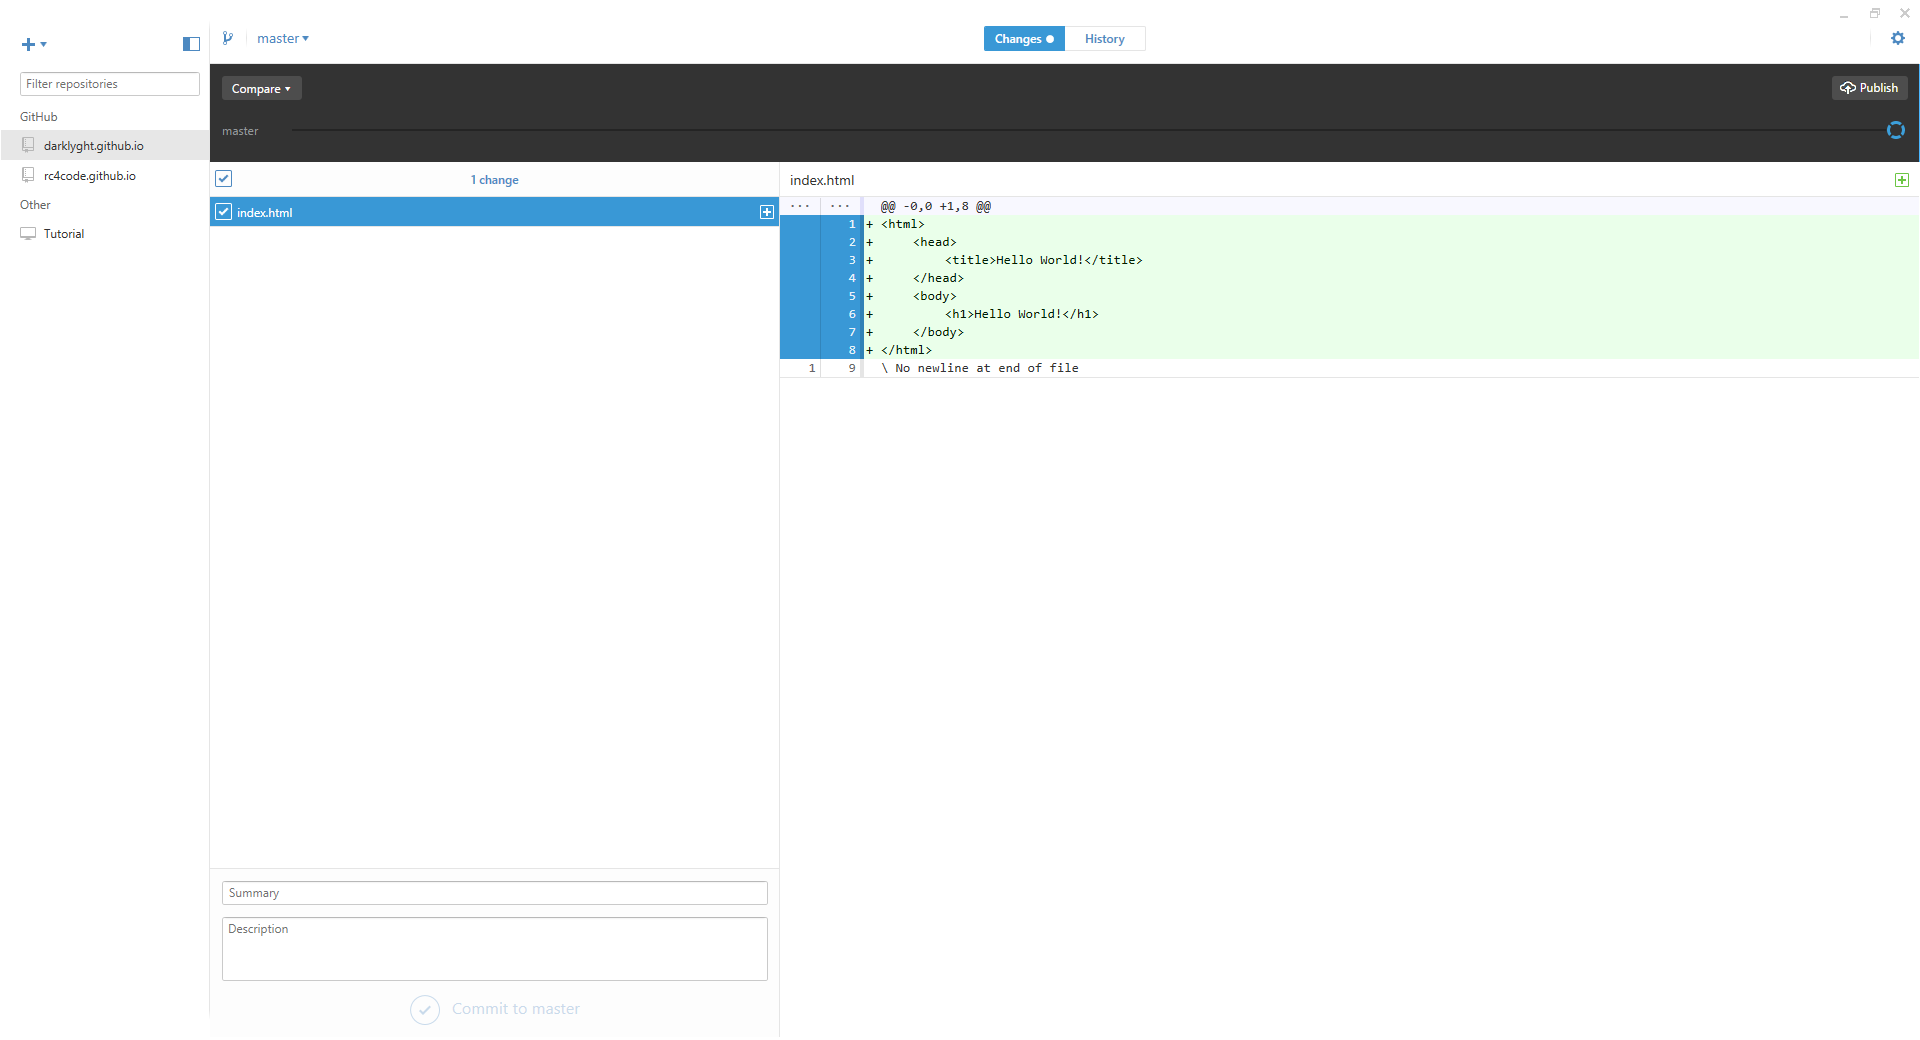 master
Changes
History
Filter repositories
GitHub
darklyght.github.io
rc4code.github.io
Other
Tutorial
Compare
Publish
master
1 change
index.html
Summary
Description
Commit to master
index.html
... ... @@ -0,0 +1,8 @@
1 + <html>
2 + <head>
3 + <title>Hello World!</title>
4 + </head>
5 + <body>
6 + <h1>Hello World!</h1>
7 + </body>
8 + </html>
1 9 \ No newline at end of file